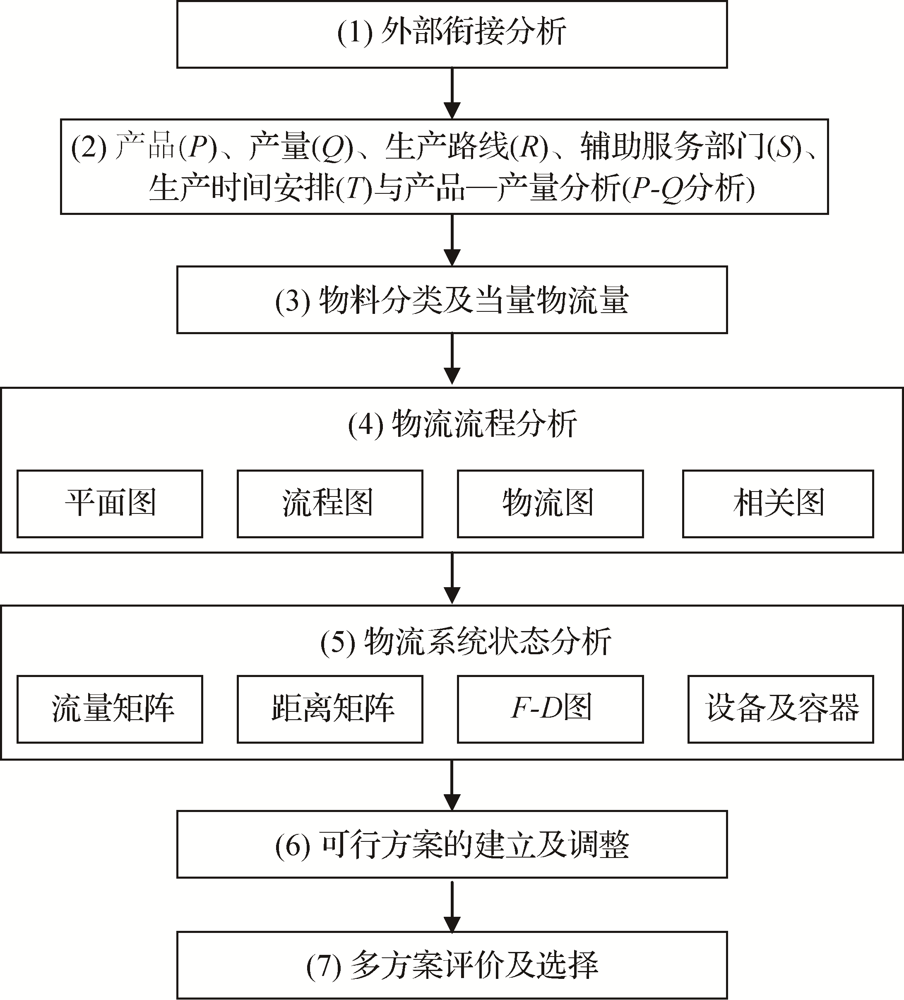 (1) 外部衔接分析
(2) 产品(P)、产量(Q)、生产路线(R)、辅助服务部门(S)、
生产时间安排(T)与产品—产量分析(P-Q分析)
(3) 物料分类及当量物流量
(4) 物流流程分析
平面图
流程图
物流图
相关图
(5) 物流系统状态分析
流量矩阵
距离矩阵
F-D图
设备及容器
(6) 可行方案的建立及调整
(7) 多方案评价及选择